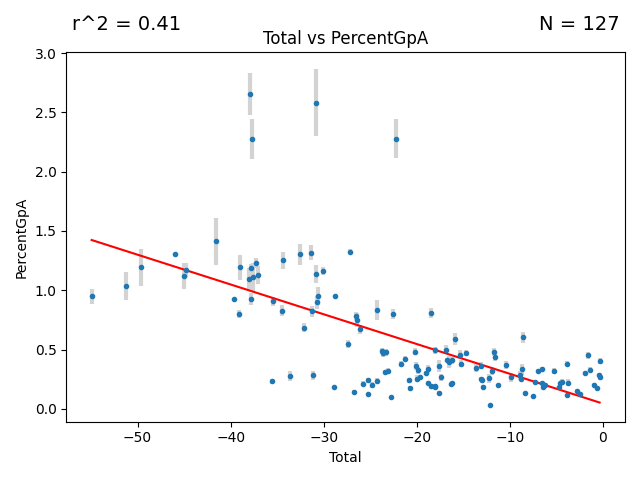 r^2 = 0.41
N = 127
Total vs PercentGpA
PercentGpA
3.0
2.5
2.0
1.5
1.0
0.5
0.0
−50
−40
−30
−20
−10
0
Total